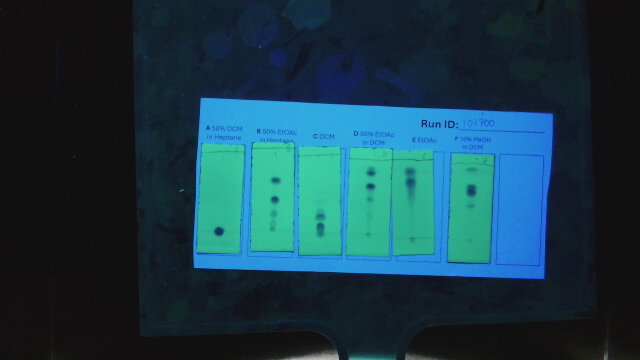 Run ID: 101900
A 50% DCM
in Heptane
B 50% EtOAc
in Heptane
C DCM
D 50% EtOAc
in DCM
E EtOAc
F 10% MeOH
in DCM